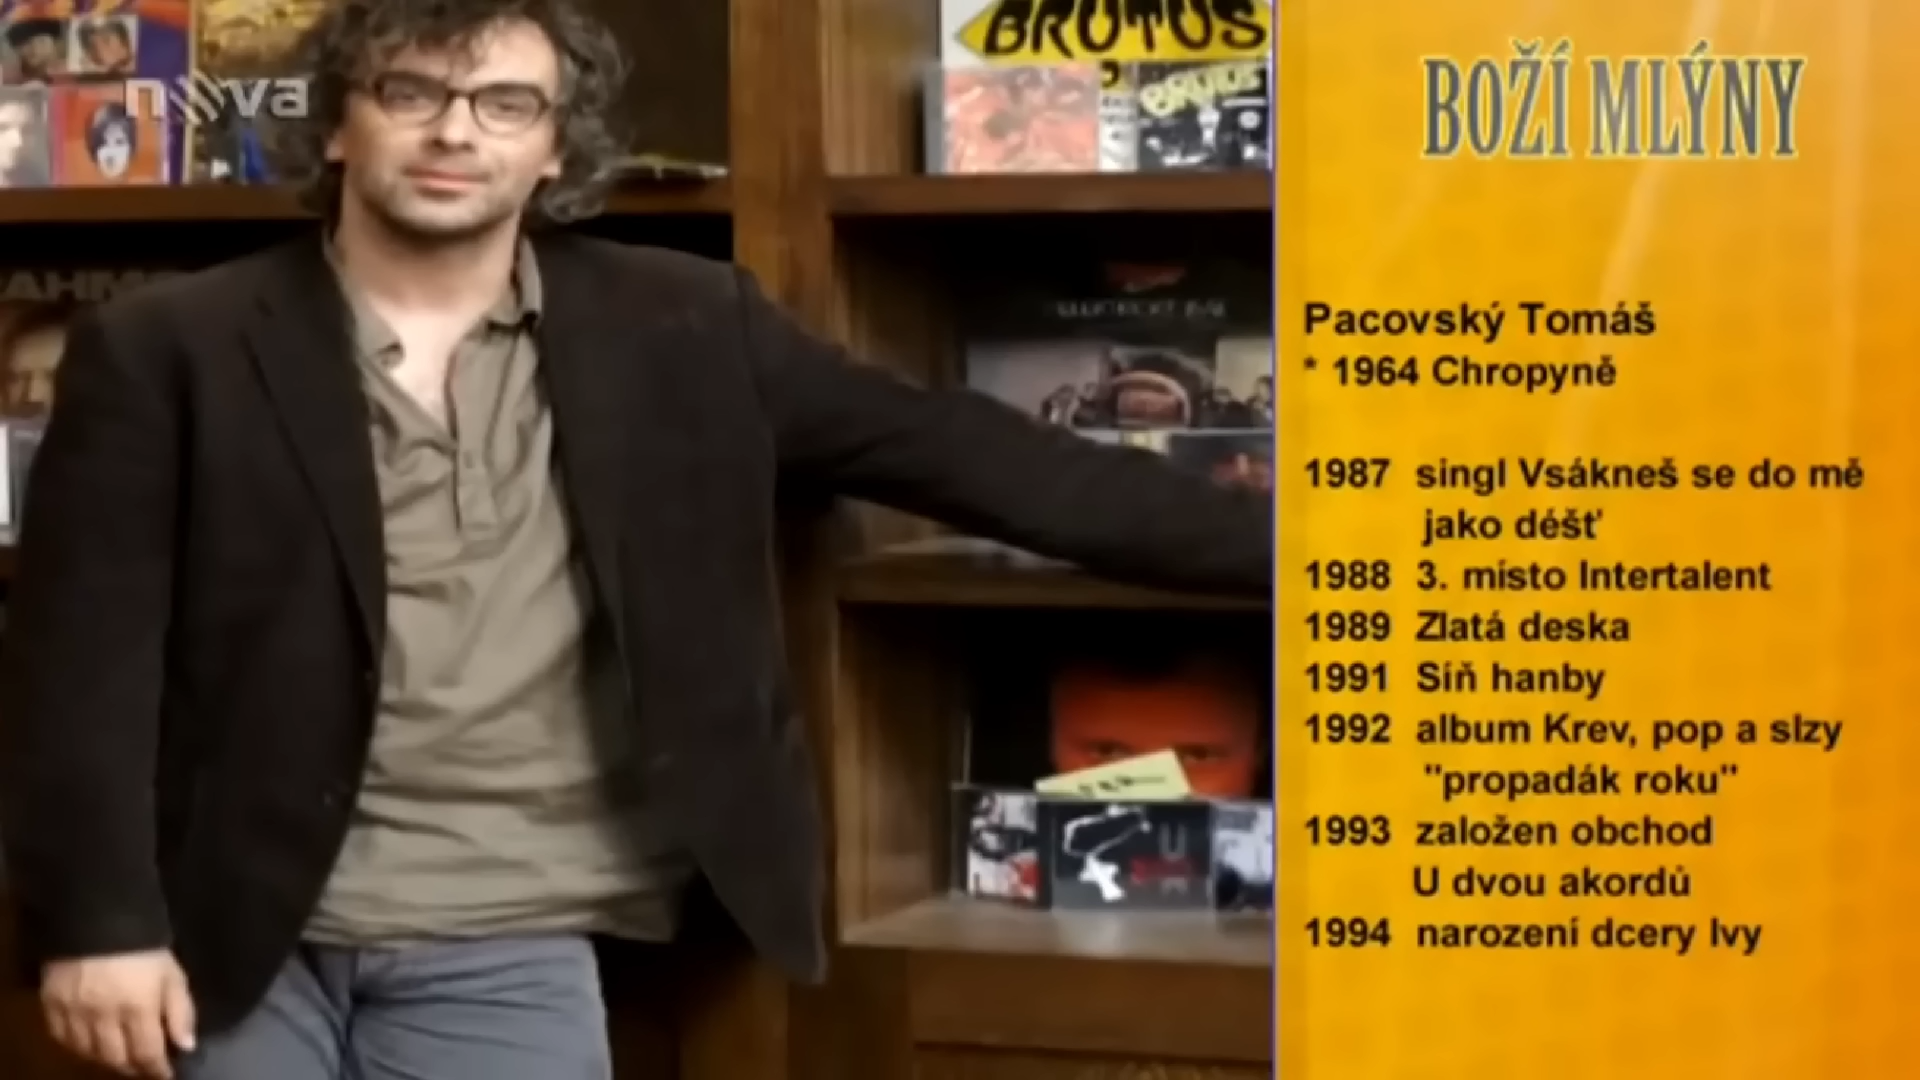 nova
BRUTUS
BRUTUS
BOŽÍ MLÝNY
Pacovský Tomáš
* 1964 Chropyně
1987 singl Vsákneš se do mě
jako déšť
1988 3. místo Intertalent
1989 Zlatá deska
1991 Síň hanby
1992 album Krev, pop a slzy
"propadák roku"
1993 založen obchod
U dvou akordů
1994 narození dcery Ivy